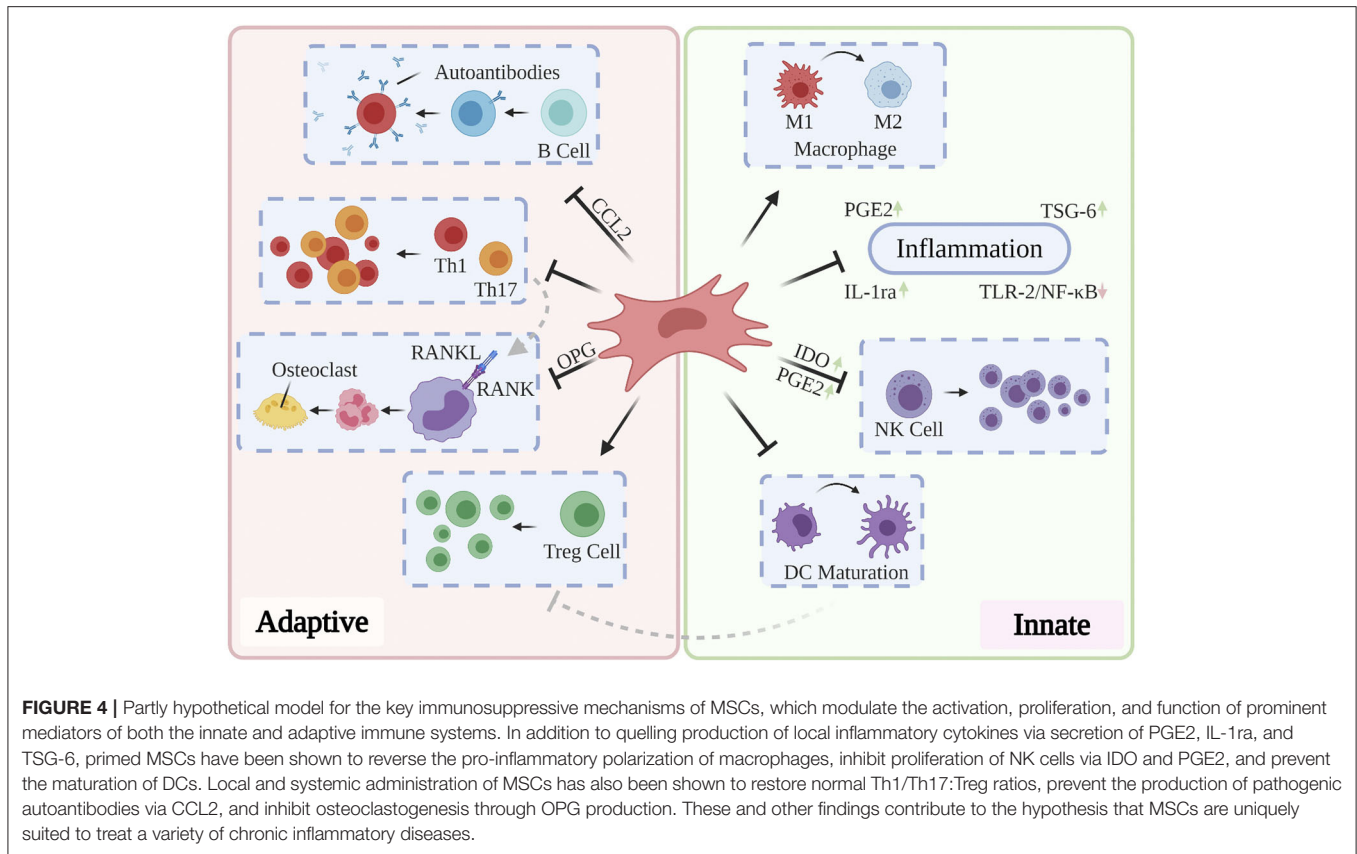 Autoantibodies
B Cell
M1
M2
Macrophage
CCL2
Th1
Th17
PGE2
TSG-6
Inflammation
IL-1ra
TLR-2/NF-κB
RANKL
RANK
Osteoclast
OPG
IDO
PGE2
NK Cell
Treg Cell
DC Maturation
Adaptive
Innate
FIGURE 4 | Partly hypothetical model for the key immunosuppressive mechanisms of MSCs, which modulate the activation, proliferation, and function of prominent
mediators of both the innate and adaptive immune systems. In addition to quelling production of local inflammatory cytokines via secretion of PGE2, IL-1ra, and
TSG-6, primed MSCs have been shown to reverse the pro-inflammatory polarization of macrophages, inhibit proliferation of NK cells via IDO and PGE2, and prevent
the maturation of DCs. Local and systemic administration of MSCs has also been shown to restore normal Th1/Th17:Treg ratios, prevent the production of pathogenic
autoantibodies via CCL2, and inhibit osteoclastogenesis through OPG production. These and other findings contribute to the hypothesis that MSCs are uniquely
suited to treat a variety of chronic inflammatory diseases.